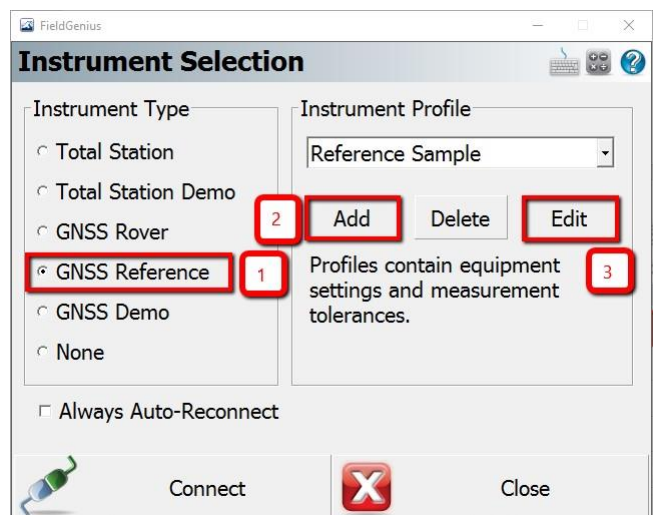 FieldGenius
Instrument Selection
Instrument Type
Total Station
Total Station Demo
GNSS Rover
GNSS Reference
1
GNSS Demo
None
Always Auto-Reconnect
Instrument Profile
Reference Sample
2
Add
Delete
Edit
3
Profiles contain equipment
settings and measurement
tolerances.
Connect
Close